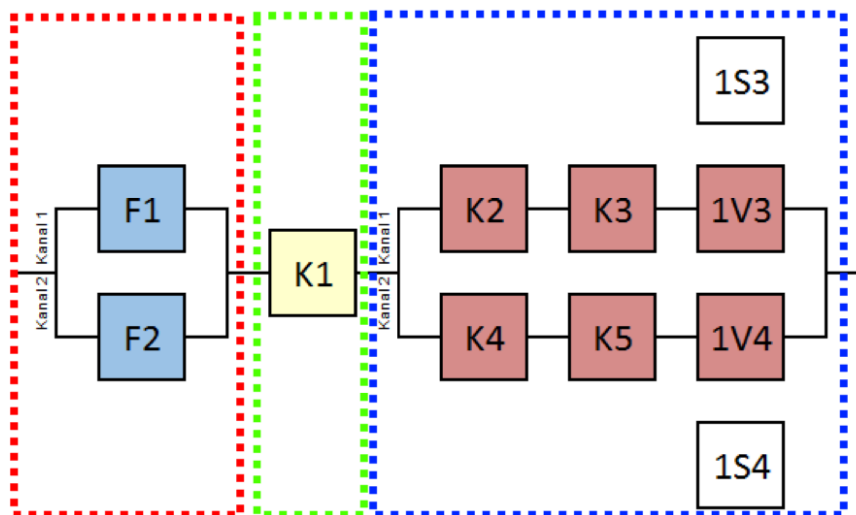 1S3
Kanal 1
F1
Kanal 2
F2
K1
Kanal 1
K2
K3
1V3
Kanal 2
K4
K5
1V4
1S4